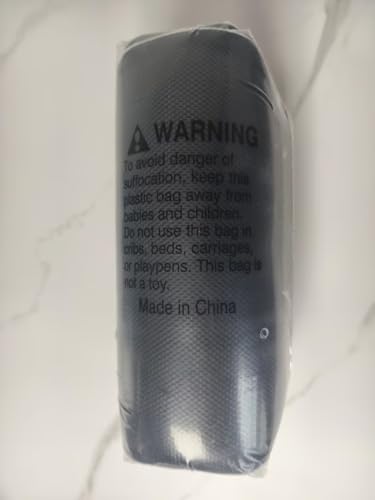 WARNING
To avoid danger of
suffocation, keep this
plastic bag away from
babies and children.
Do not use this bag in
cribs, beds, carriages,
or playpens. This bag is
not a toy.
Made in China